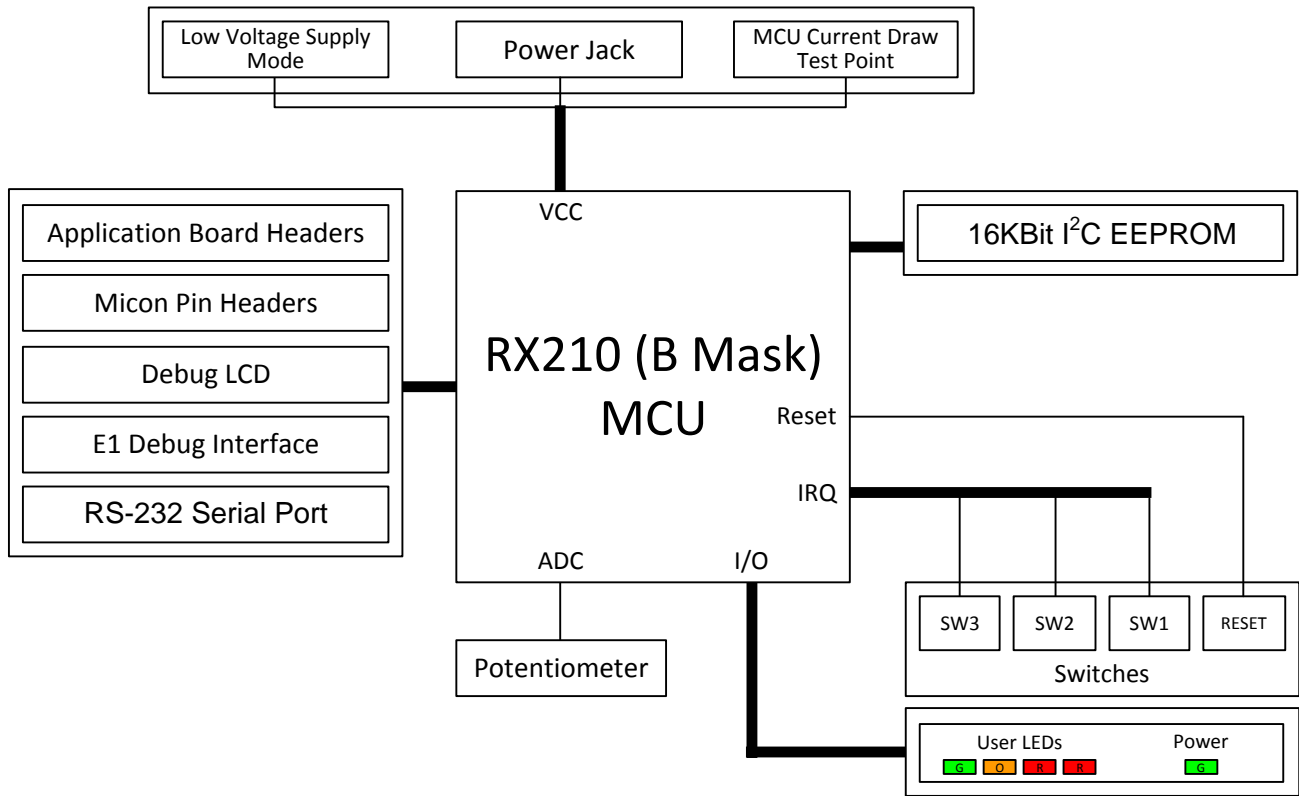 Low Voltage Supply
Mode
Power Jack
MCU Current Draw
Test Point
VCC
Application Board Headers
Micon Pin Headers
Debug LCD
E1 Debug Interface
RS-232 Serial Port
RX210 (B Mask)
MCU
16KBit I²C EEPROM
Reset
IRQ
ADC
I/O
Potentiometer
SW3
SW2
SW1
RESET
Switches
User LEDs
Power
G
O
R
R
G